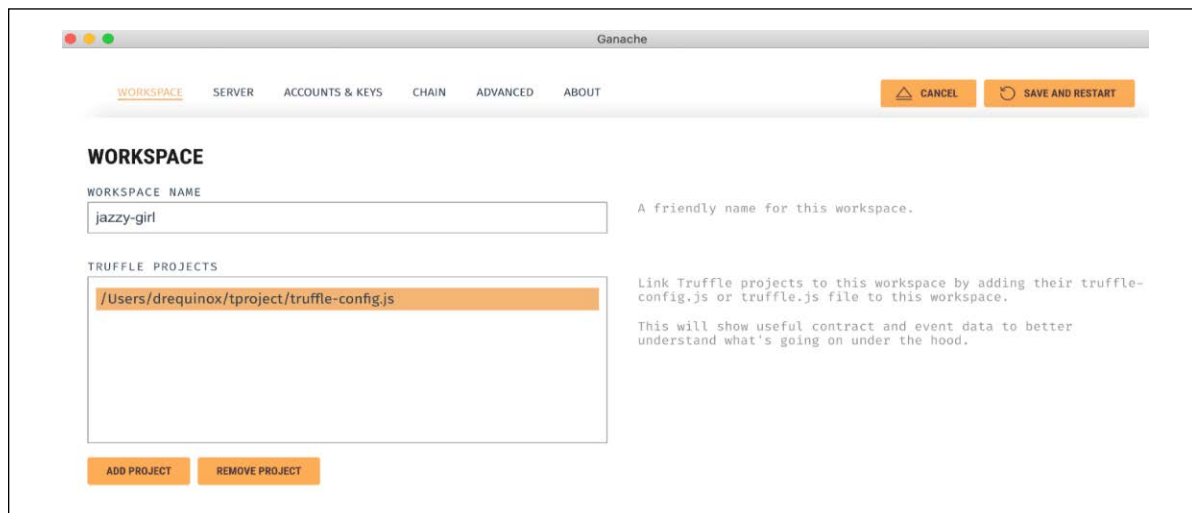 Ganache
WORKSPACE SERVER ACCOUNTS & KEYS CHAIN ADVANCED ABOUT CANCEL SAVE AND RESTART
WORKSPACE
WORKSPACE NAME
jazzy-girl
A friendly name for this workspace.
TRUFFLE PROJECTS
/Users/drequinox/tproject/truffle-config.js
Link Truffle projects to this workspace by adding their truffle-
config.js or truffle.js file to this workspace.
This will show useful contract and event data to better
understand what's going on under the hood.
ADD PROJECT REMOVE PROJECT